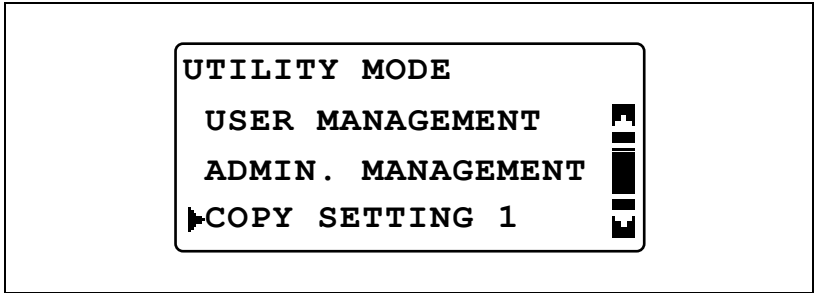 UTILITY MODE
USER MANAGEMENT
ADMIN. MANAGEMENT
COPY SETTING 1